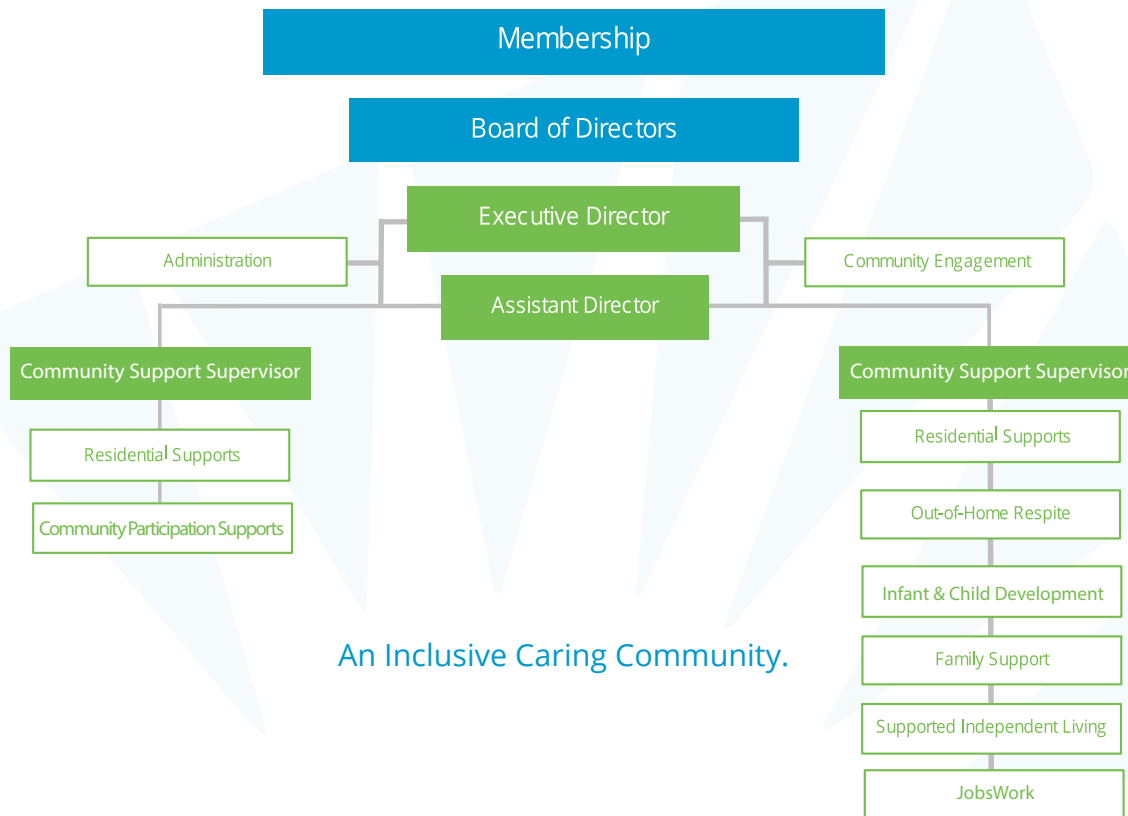 Membership
Board of Directors
Executive Director
Administration
Community Engagement
Assistant Director
Community Support Supervisor
Community Support Supervisor
Residential Supports
Community Participation Supports
Residential Supports
Out-of-Home Respite
Infant & Child Development
Family Support
Supported Independent Living
JobsWork
An Inclusive Caring Community.